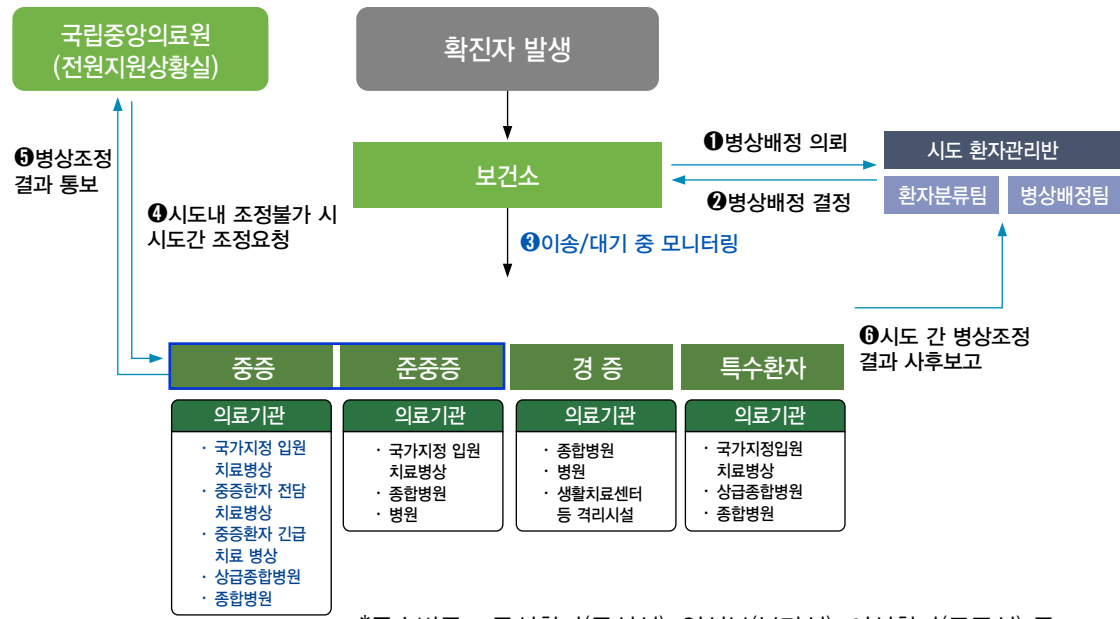 국립중앙의료원
(전원지원상황실)
확진자 발생
❺병상조정
결과 통보
❹시도내 조정불가 시
시도간 조정요청
보건소
❶병상배정 의뢰
❷병상배정 결정
시도 환자관리반
환자분류팀
병상배정팀
❸이송/대기 중 모니터링
❻시도 간 병상조정
결과 사후보고
중증
준중증
경 증
특수환자
의료기관
· 국가지정 입원
치료병상
· 중증한자 전담
치료병상
· 중증환자 긴급
치료 병상
· 상급종합병원
· 종합병원
의료기관
· 국가지정 입원
치료병상
· 종합병원
· 병원
의료기관
· 종합병원
· 병원
· 생활치료센터
등 격리시설
의료기관
· 국가지정입원
치료병상
· 상급종합병원
· 종합병원